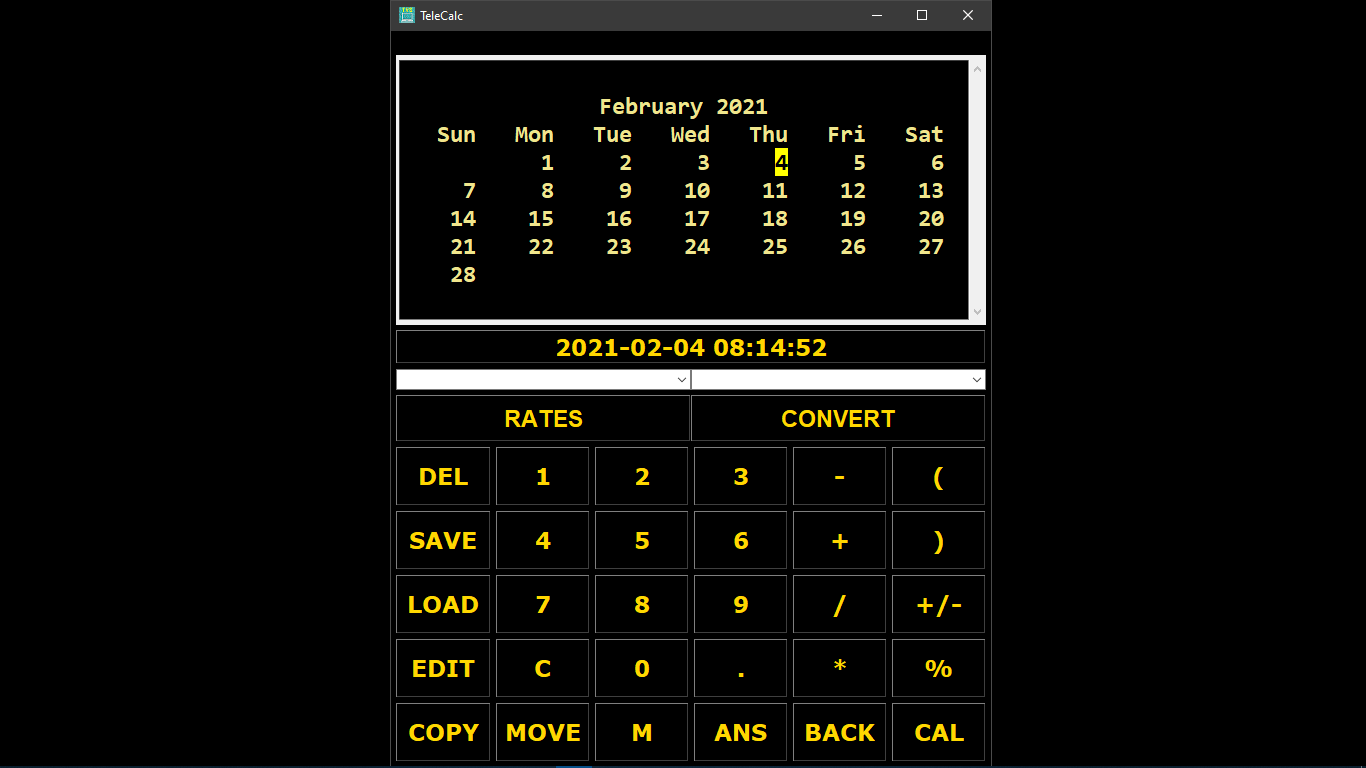 TeleCalc
February 2021
Sun Mon Tue Wed Thu Fri Sat
1 2 3 4 5 6
7 8 9 10 11 12 13
14 15 16 17 18 19 20
21 22 23 24 25 26 27
28
2021-02-04 08:14:52
RATES CONVERT
DEL 1 2 3 - (
SAVE 4 5 6 + )
LOAD 7 8 9 / +/-
EDIT C 0 . * %
COPY MOVE M ANS BACK CAL